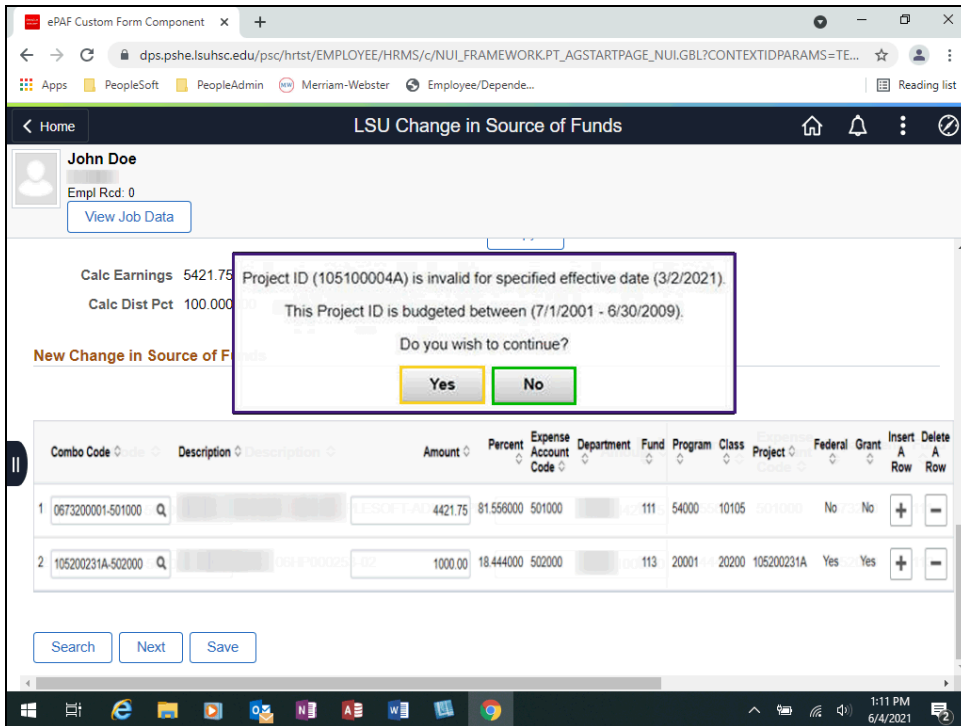 ePAF Custom Form Component
dps.pshe.lsuhsc.edu/psc/hrtst/EMPLOYEE/HRMS/c/NUI_FRAMEWORK.PT_AGSTARTPAGE_NUI.GBL?CONTEXTIDPARAMS=TE...
Apps PeopleSoft PeopleAdmin Merriam-Webster Employee/Depende... Reading list
Home LSU Change in Source of Funds
John Doe
Empl Rcd: 0
View Job Data
Calc Earnings 5421.75
Calc Dist Pct 100.000
Project ID (105100004A) is invalid for specified effective date (3/2/2021).
This Project ID is budgeted between (7/1/2001 - 6/30/2009).
Do you wish to continue?
Yes No
New Change in Source of F
Combo Code Description Amount Percent Expense Account Code Department Fund Program Class Project Federal Grant Insert A Row Delete A Row
1 0673200001-501000 4421.75 81.556000 501000 111 54000 10105 No No + -
2 105200231A-502000 1000.00 18.444000 502000 113 20001 20200 105200231A Yes Yes + -
Search Next Save
1:11 PM
6/4/2021